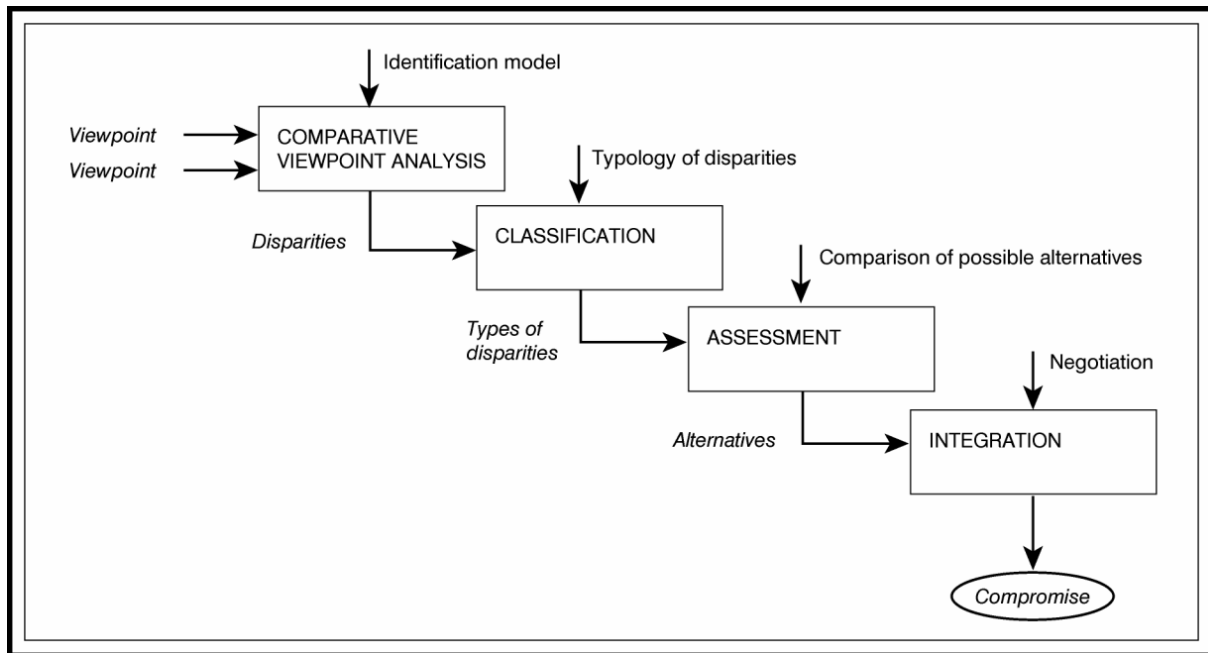 Identification model
Viewpoint
Viewpoint
COMPARATIVE
VIEWPOINT ANALYSIS
Typology of disparities
Disparities
CLASSIFICATION
Comparison of possible alternatives
Types of
disparities
ASSESSMENT
Negotiation
Alternatives
INTEGRATION
Compromise